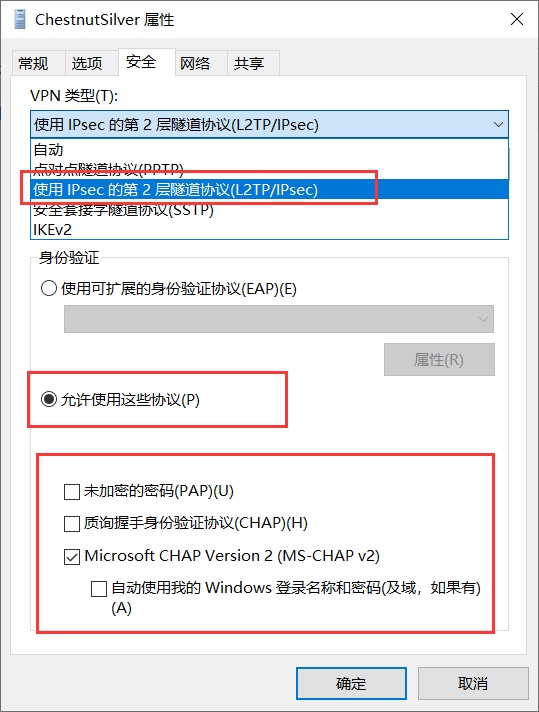 ChestnutSilver 属性
常规 选项 安全 网络 共享
VPN 类型(T):
使用 IPsec 的第 2 层隧道协议(L2TP/IPsec)
自动
点对点隧道协议(PPTP)
使用 IPsec 的第 2 层隧道协议(L2TP/IPsec)
安全套接字隧道协议(SSTP)
IKEv2
身份验证
使用可扩展的身份验证协议(EAP)(E)
属性(R)
允许使用这些协议(P)
未加密的密码(PAP)(U)
质询握手身份验证协议(CHAP)(H)
Microsoft CHAP Version 2 (MS-CHAP v2)
自动使用我的 Windows 登录名称和密码(及域，如果有)
(A)
确定 取消